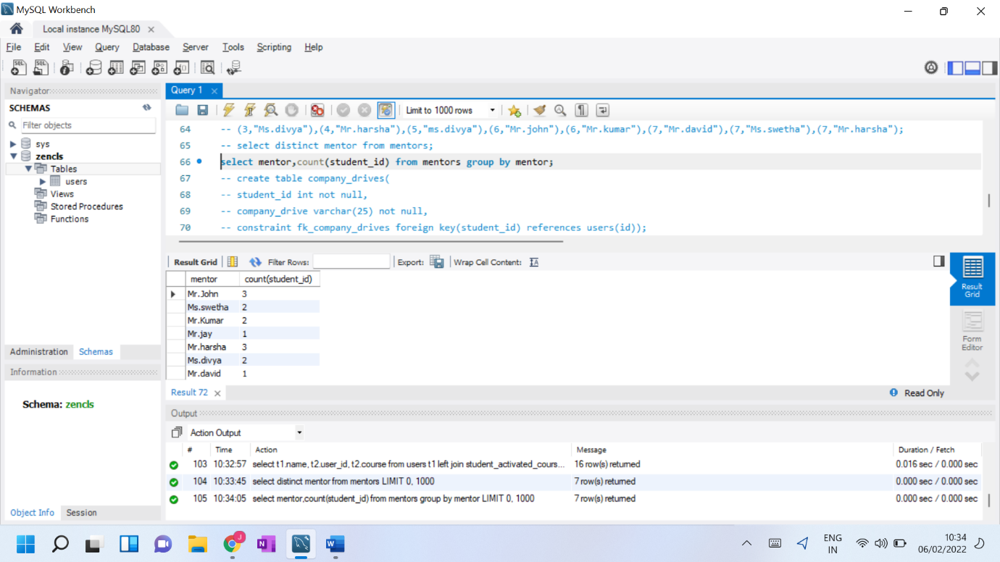 MySQL Workbench
Local instance MySQL80
File Edit View Query Database Server Tools Scripting Help
Navigator
SCHEMAS
Filter objects
sys
zencls
Tables
users
Views
Stored Procedures
Functions
Administration Schemas
Information
Schema: zencls
Object Info Session
Query 1
Limit to 1000 rows
64 -- (3,"Ms.divya"),(4,"Mr.harsha"),(5,"ms.divya"),(6,"Mr.john"),(6,"Mr.kumar"),(7,"Mr.david"),(7,"Ms.swetha"),(7,"Mr.harsha");
65 -- select distinct mentor from mentors;
66 select mentor,count(student_id) from mentors group by mentor;
67 -- create table company_drives(
68 -- student_id int not null,
69 -- company_drive varchar(25) not null,
70 -- constraint fk_company_drives foreign key(student_id) references users(id));
Result Grid Filter Rows: Export: Wrap Cell Content:
mentor count(student_id)
Mr.John 3
Ms.swetha 2
Mr.Kumar 2
Mr.jay 1
Mr.harsha 3
Ms.divya 2
Mr.david 1
Result Grid
Form Editor
Result 72
Read Only
Output
Action Output
# Time Action Message Duration / Fetch
103 10:32:57 select t1.name, t2.user_id, t2.course from users t1 left join student_activated_cours... 16 row(s) returned 0.016 sec / 0.000 sec
104 10:33:45 select distinct mentor from mentors LIMIT 0, 1000 7 row(s) returned 0.000 sec / 0.000 sec
105 10:34:05 select mentor,count(student_id) from mentors group by mentor LIMIT 0, 1000 7 row(s) returned 0.000 sec / 0.000 sec
J
ENG
IN
10:34
06/02/2022